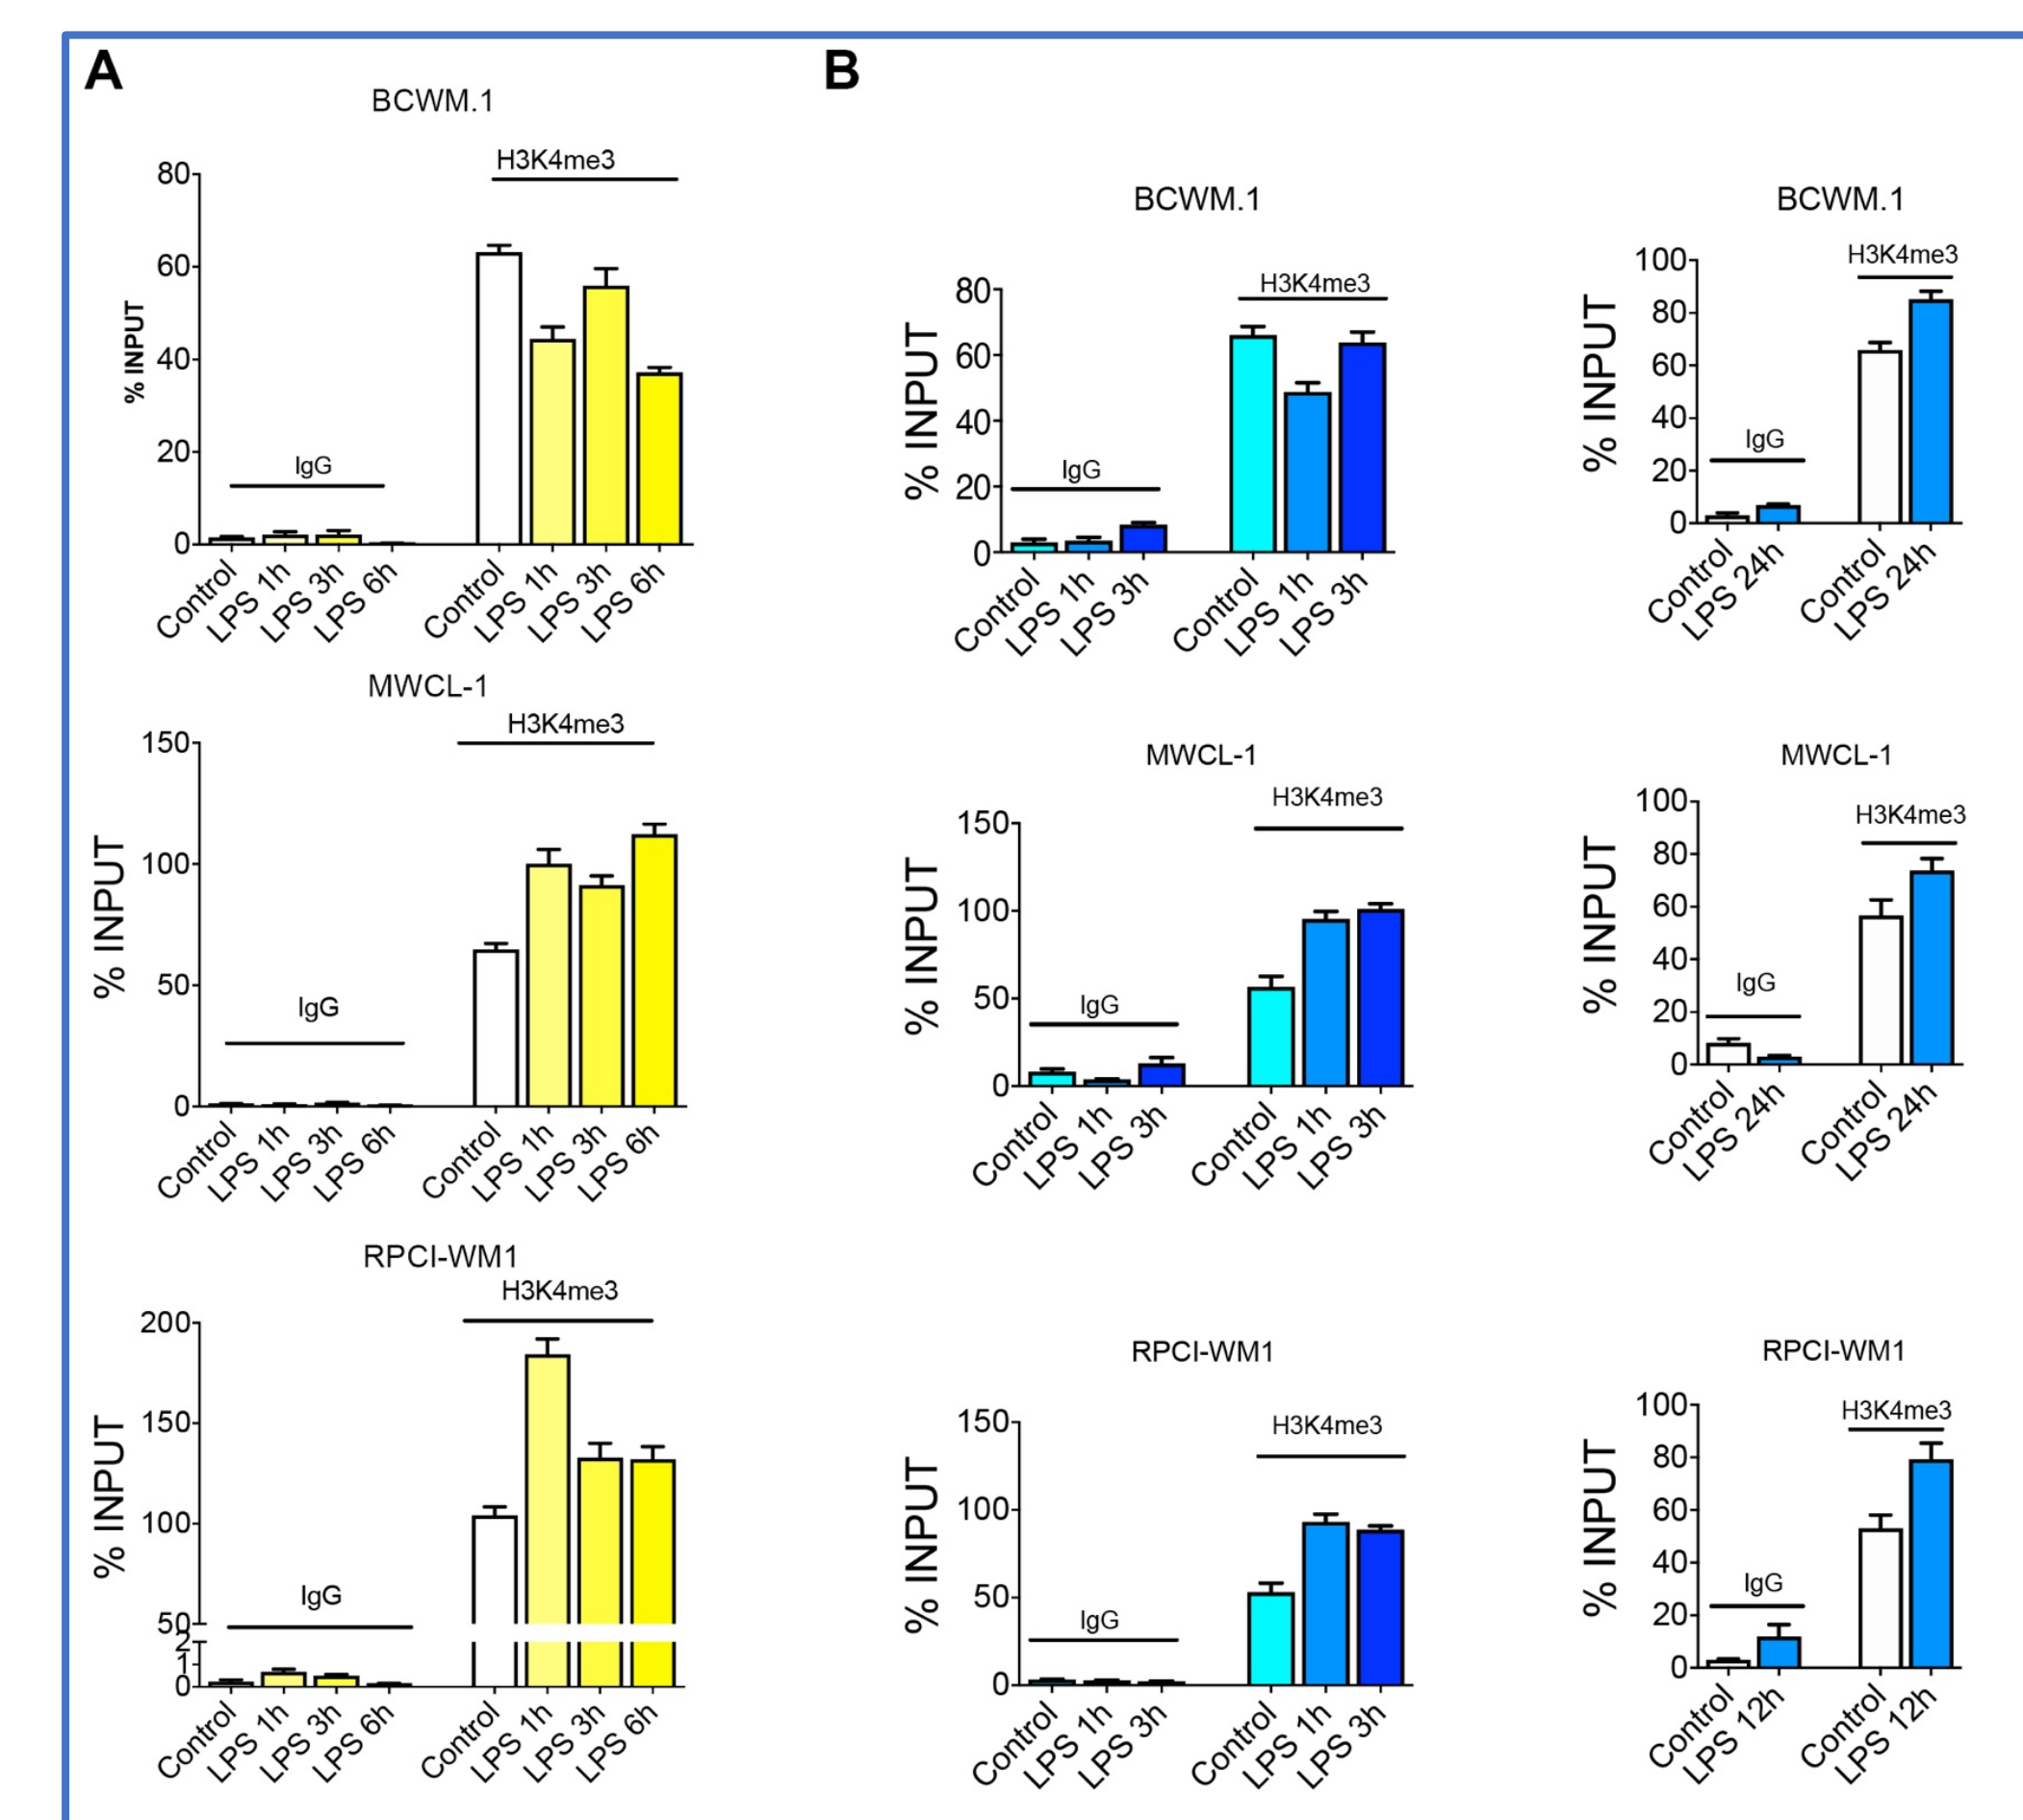 A
BCWM.1
H3K4me3
80
60
40
20
0
% INPUT
IgG
Control LPS 1h LPS 3h LPS 6h Control LPS 1h LPS 3h LPS 6h
MWCL-1
H3K4me3
150
100
50
0
% INPUT
IgG
Control LPS 1h LPS 3h LPS 6h Control LPS 1h LPS 3h LPS 6h
RPCI-WM1
H3K4me3
200
150
100
50
2
1
0
% INPUT
IgG
Control LPS 1h LPS 3h LPS 6h Control LPS 1h LPS 3h LPS 6h
B
BCWM.1
H3K4me3
80
60
40
20
0
% INPUT
IgG
Control LPS 1h LPS 3h Control LPS 1h LPS 3h
BCWM.1
H3K4me3
100
80
60
40
20
0
% INPUT
IgG
Control LPS 24h Control LPS 24h
MWCL-1
H3K4me3
150
100
50
0
% INPUT
IgG
Control LPS 1h LPS 3h Control LPS 1h LPS 3h
MWCL-1
H3K4me3
100
80
60
40
20
0
% INPUT
IgG
Control LPS 24h Control LPS 24h
RPCI-WM1
H3K4me3
150
100
50
0
% INPUT
IgG
Control LPS 1h LPS 3h Control LPS 1h LPS 3h
RPCI-WM1
H3K4me3
100
80
60
40
20
0
% INPUT
IgG
Control LPS 12h Control LPS 12h